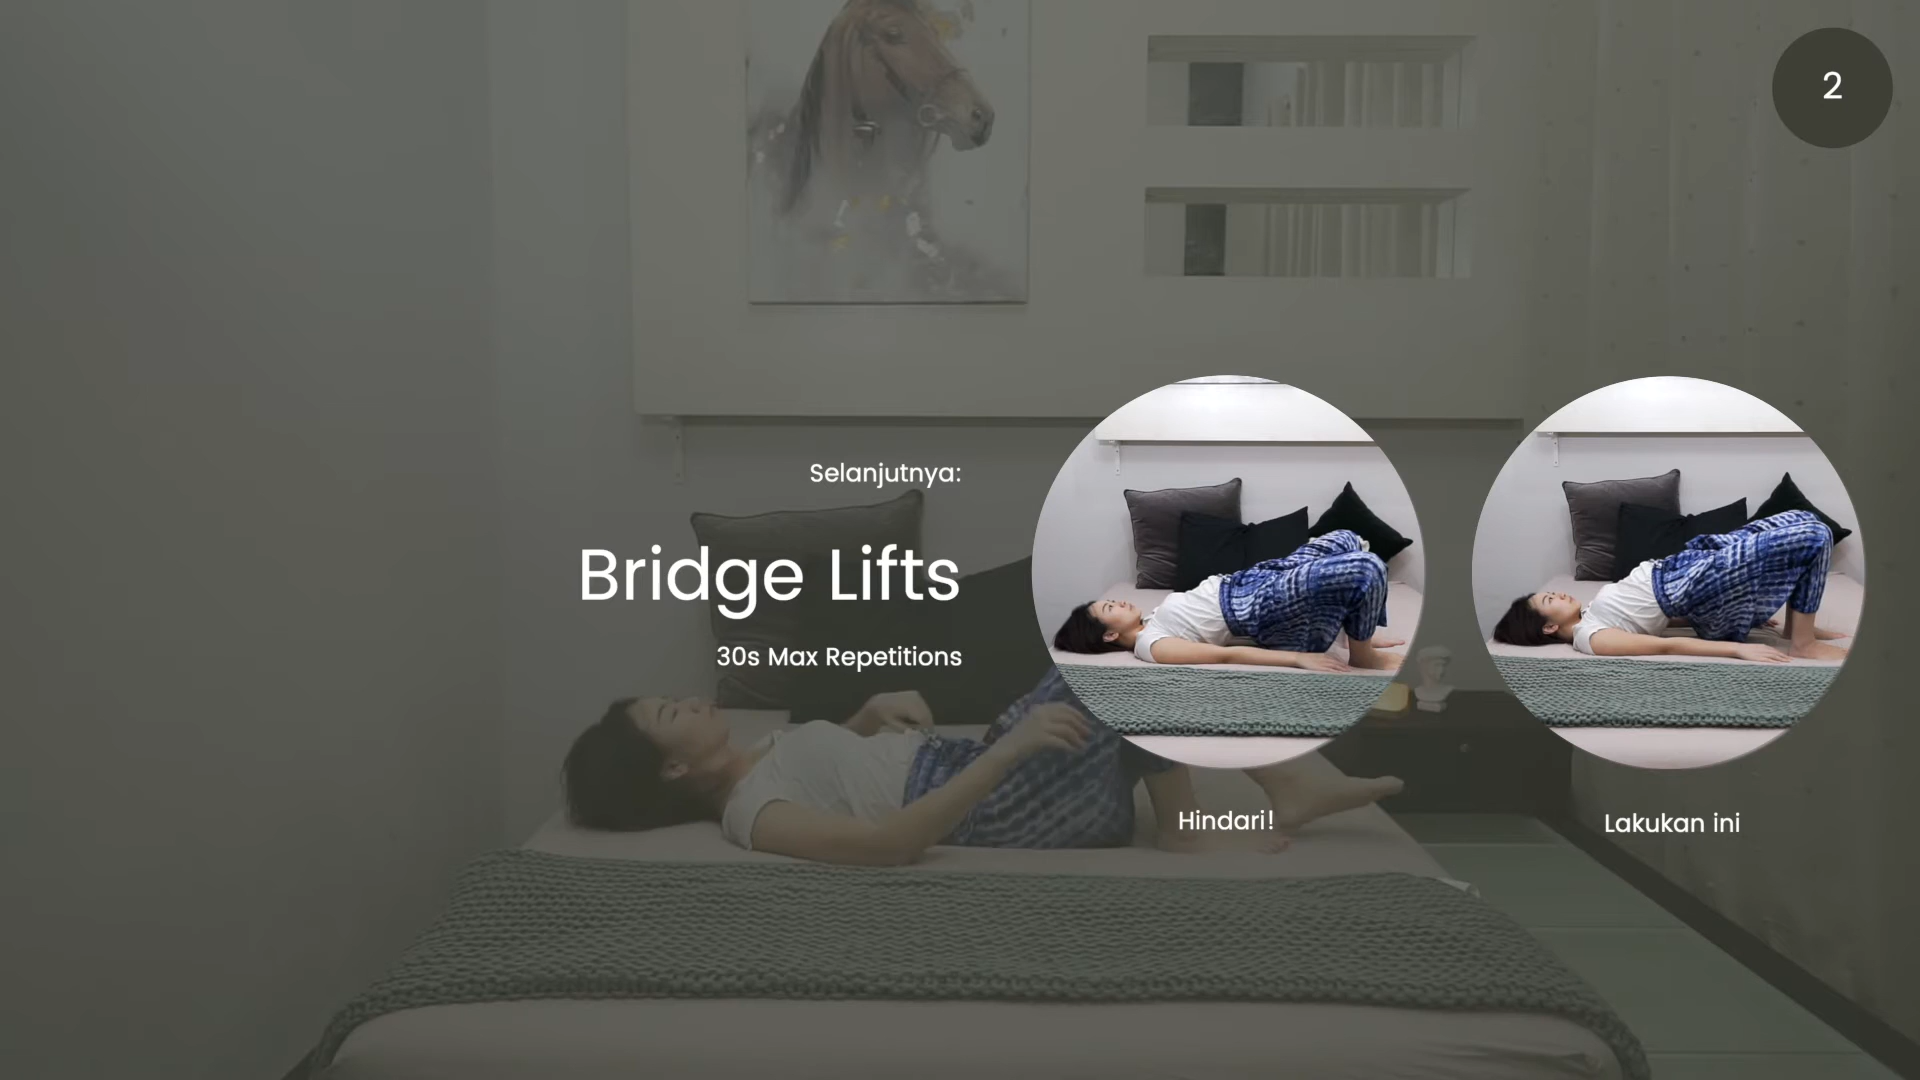 2
Selanjutnya:
Bridge Lifts
30s Max Repetitions
Hindari!
Lakukan ini